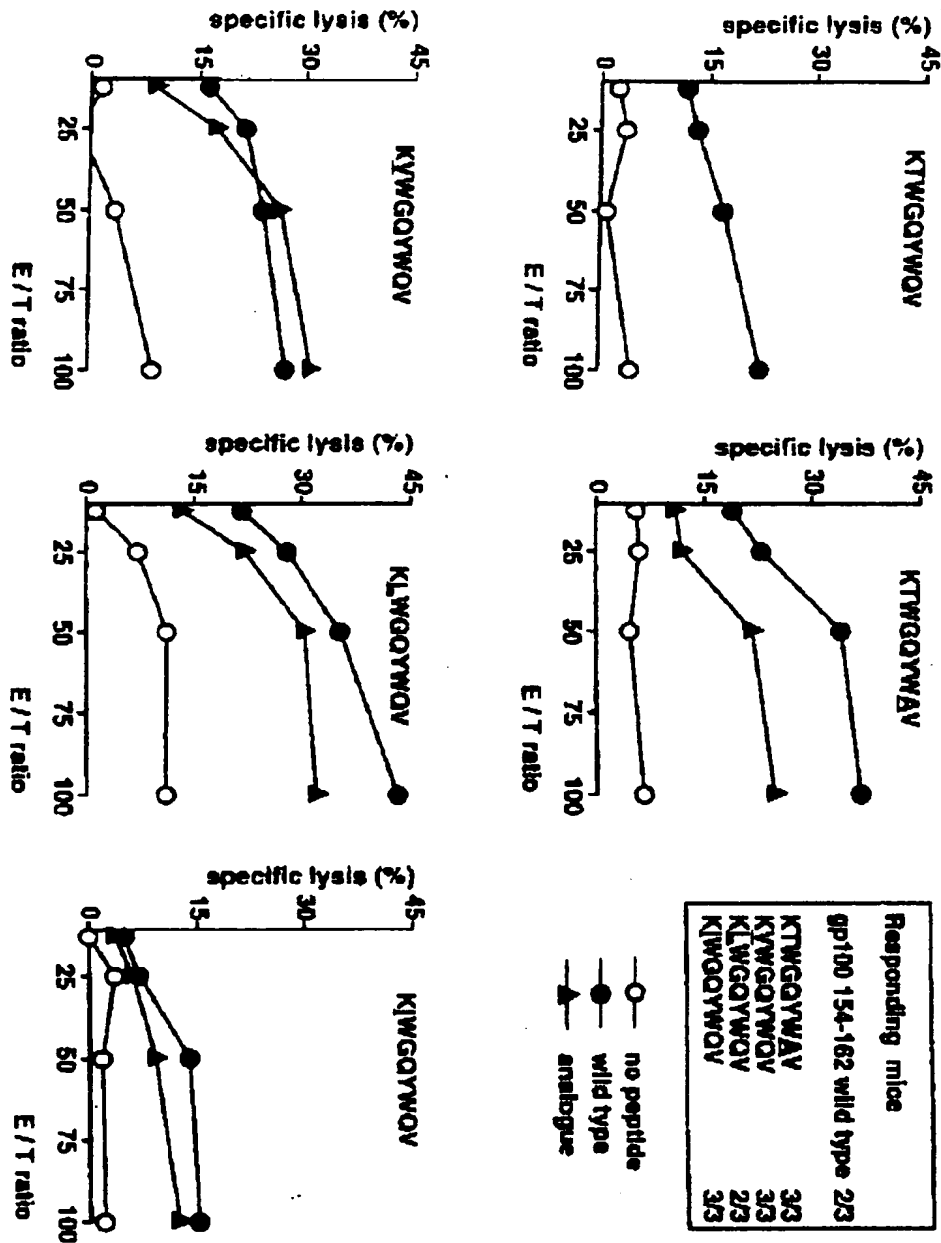 KTWGQYWQV
specific lysis (%)
45
30
15
0
25 50 75 100
E / T ratio
KTWGQYWAV
specific lysis (%)
45
30
15
0
25 50 75 100
E / T ratio
Responding mice
gp100 154-162 wild type 2/3
KTWGQYWAV 3/3
KYWGQYWQV 3/3
KLWGQYWQV 2/3
KIWGQYWQV 3/3
no peptide
wild type
analogue
KYWGQYWQV
specific lysis (%)
45
30
15
0
25 50 75 100
E / T ratio
KLWGQYWQV
specific lysis (%)
45
30
15
0
25 50 75 100
E / T ratio
KIWGQYWQV
specific lysis (%)
45
30
15
0
25 50 75 100
E / T ratio